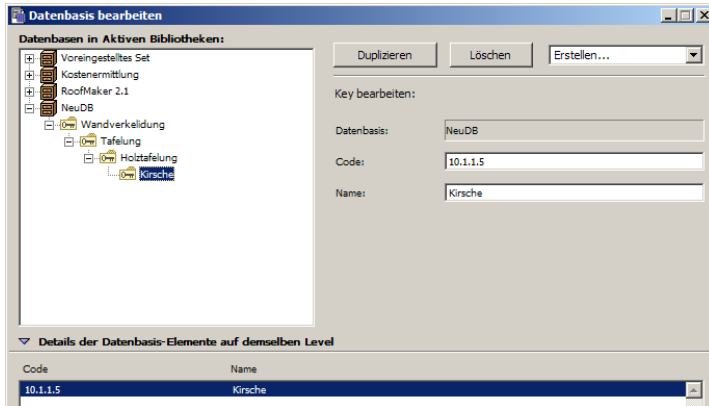 Datenbasis bearbeiten
Datenbasen in Aktiven Bibliotheken:
Voreingestelltes Set
Kostenermittlung
RoofMaker 2.1
NeuDB
Wandverkelidung
Tafelung
Holztafelung
Kirsche
Duplizieren
Löschen
Erstellen...
Key bearbeiten:
Datenbasis: NeuDB
Code: 10.1.1.5
Name: Kirsche
Details der Datenbasis-Elemente auf demselben Level
Code Name
10.1.1.5 Kirsche